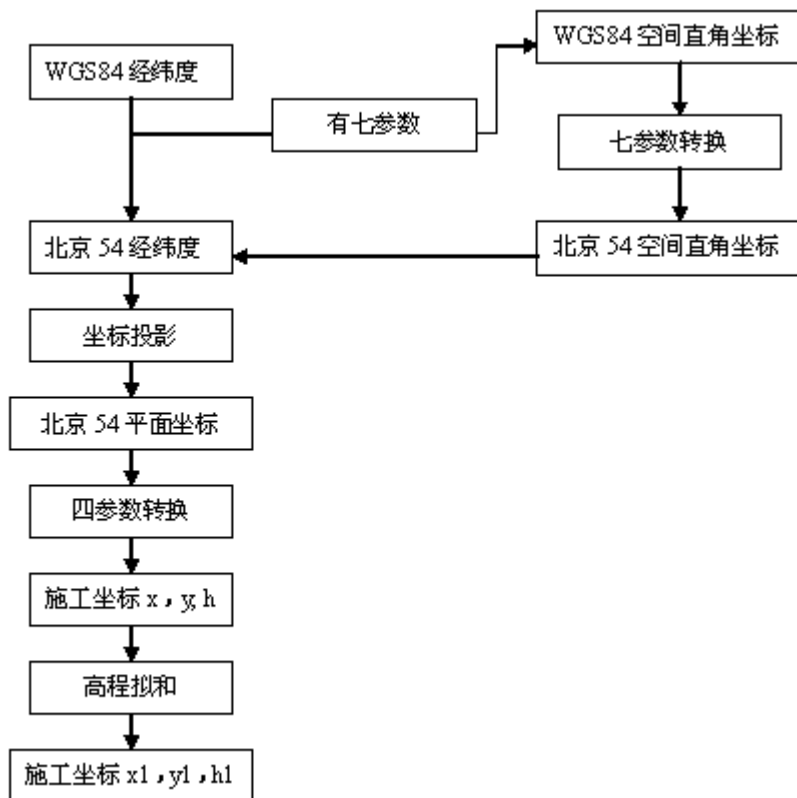 WGS84 空间直角坐标
WGS84 经纬度
有七参数
七参数转换
北京 54 经纬度
北京 54 空间直角坐标
坐标投影
北京 54 平面坐标
四参数转换
施工坐标 x，y,h
高程拟和
施工坐标 x1，y1，h1